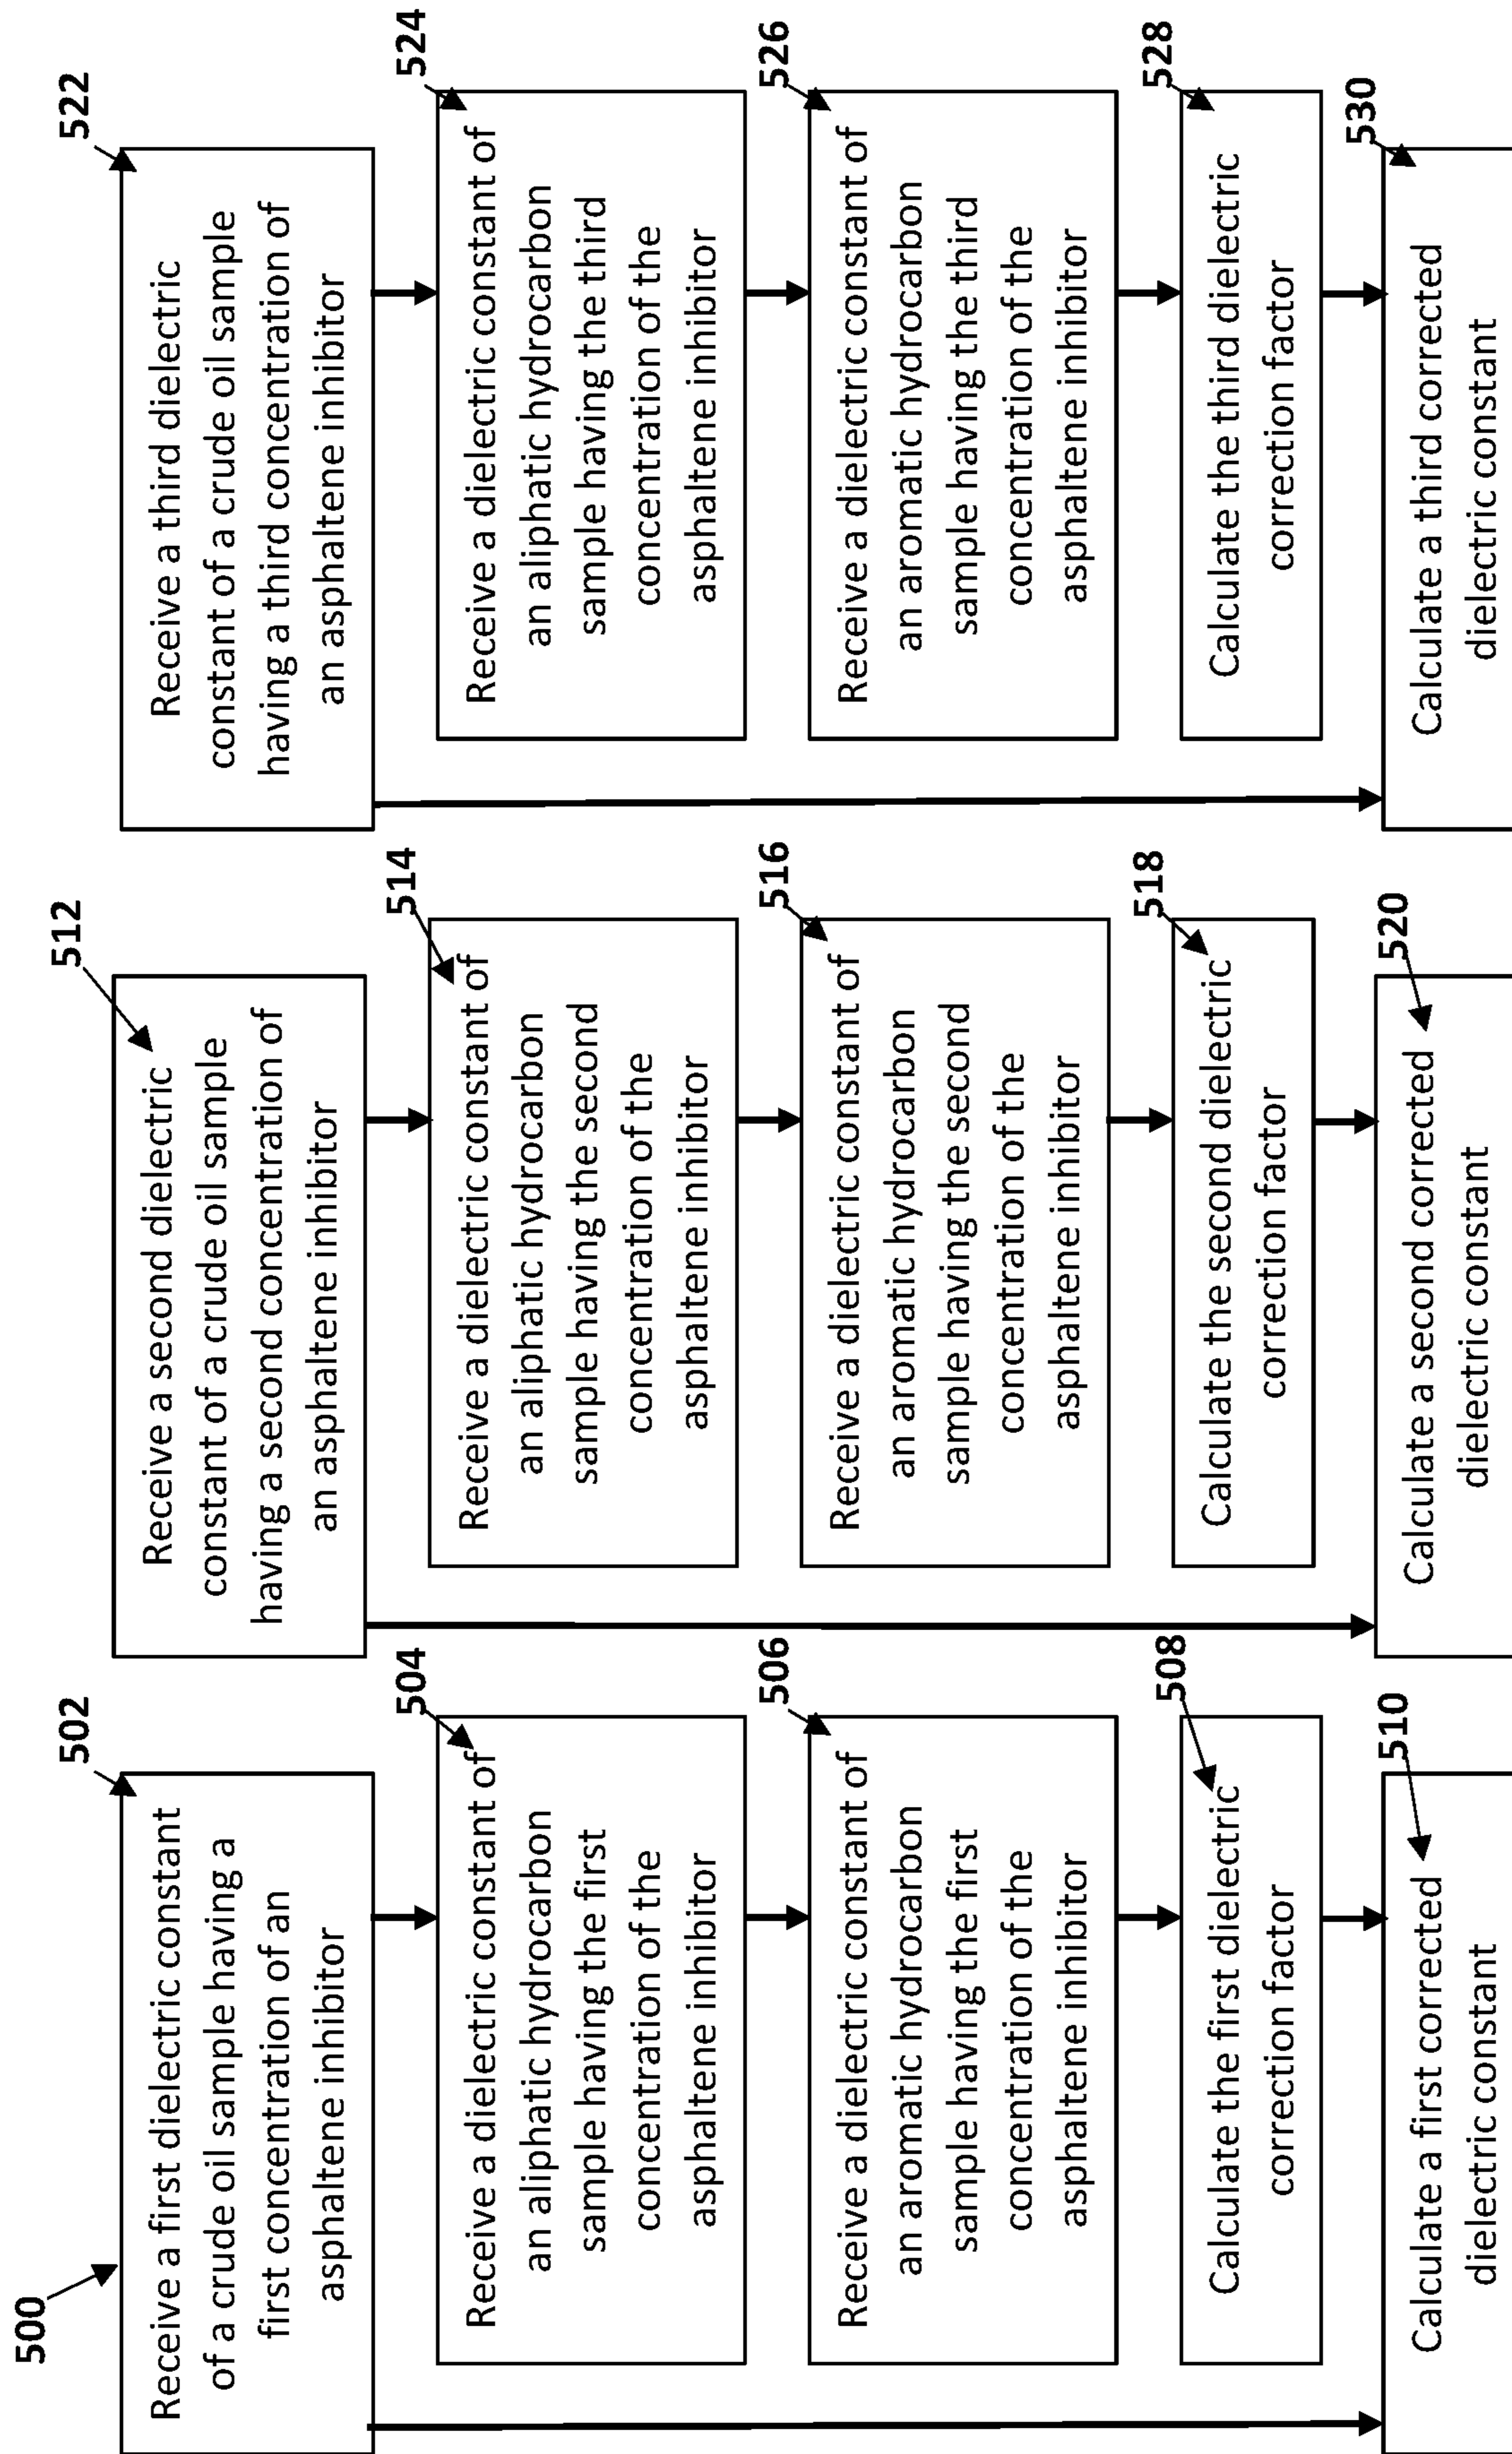 500
502
Receive a first dielectric constant
of a crude oil sample having a
first concentration of an
asphaltene inhibitor
504
Receive a dielectric constant of
an aliphatic hydrocarbon
sample having the first
concentration of the
asphaltene inhibitor
506
Receive a dielectric constant of
an aromatic hydrocarbon
sample having the first
concentration of the
asphaltene inhibitor
508
Calculate the first dielectric
correction factor
510
Calculate a first corrected
dielectric constant
512
Receive a second dielectric
constant of a crude oil sample
having a second concentration of
an asphaltene inhibitor
514
Receive a dielectric constant of
an aliphatic hydrocarbon
sample having the second
concentration of the
asphaltene inhibitor
516
Receive a dielectric constant of
an aromatic hydrocarbon
sample having the second
concentration of the
asphaltene inhibitor
518
Calculate the second dielectric
correction factor
520
Calculate a second corrected
dielectric constant
522
Receive a third dielectric
constant of a crude oil sample
having a third concentration of
an asphaltene inhibitor
524
Receive a dielectric constant of
an aliphatic hydrocarbon
sample having the third
concentration of the
asphaltene inhibitor
526
Receive a dielectric constant of
an aromatic hydrocarbon
sample having the third
concentration of the
asphaltene inhibitor
528
Calculate the third dielectric
correction factor
530
Calculate a third corrected
dielectric constant